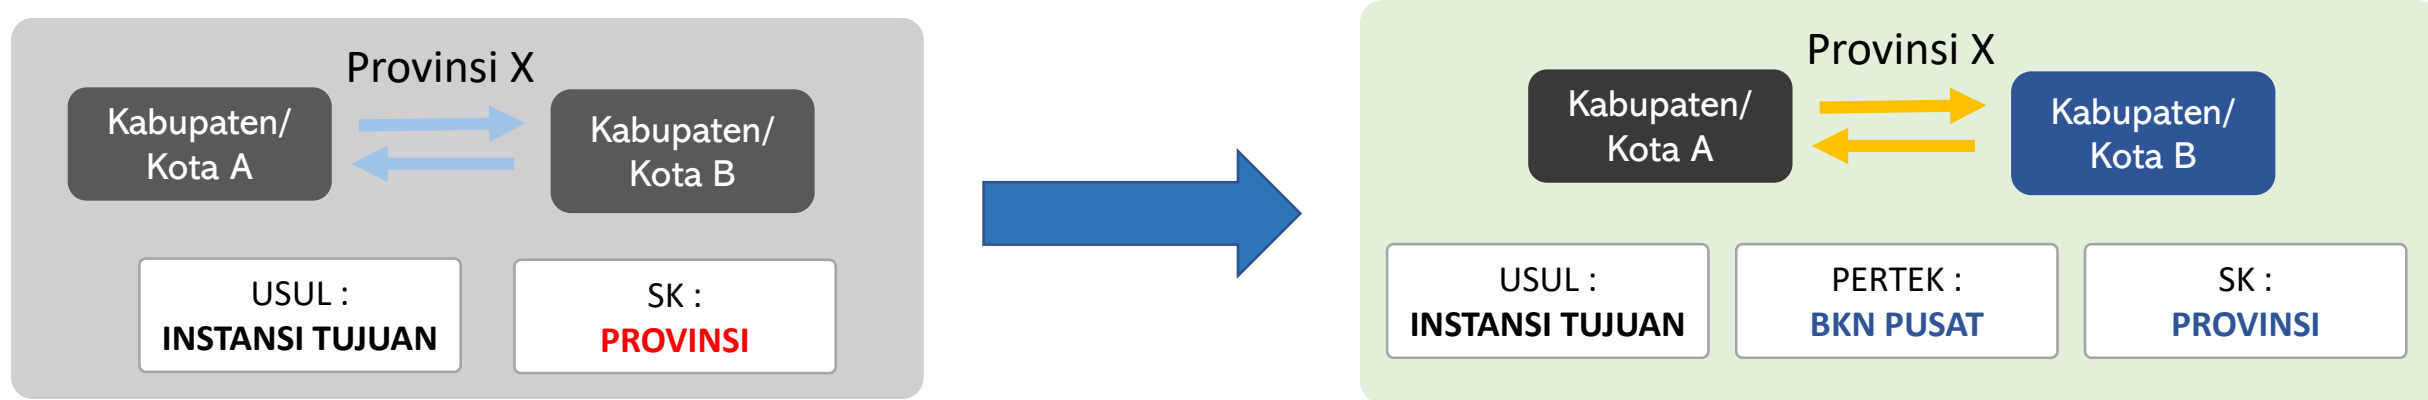 Provinsi X
Kabupaten/
Kota A
Kabupaten/
Kota B
USUL :
INSTANSI TUJUAN
SK :
PROVINSI
Provinsi X
Kabupaten/
Kota A
Kabupaten/
Kota B
USUL :
INSTANSI TUJUAN
PERTEK :
BKN PUSAT
SK :
PROVINSI